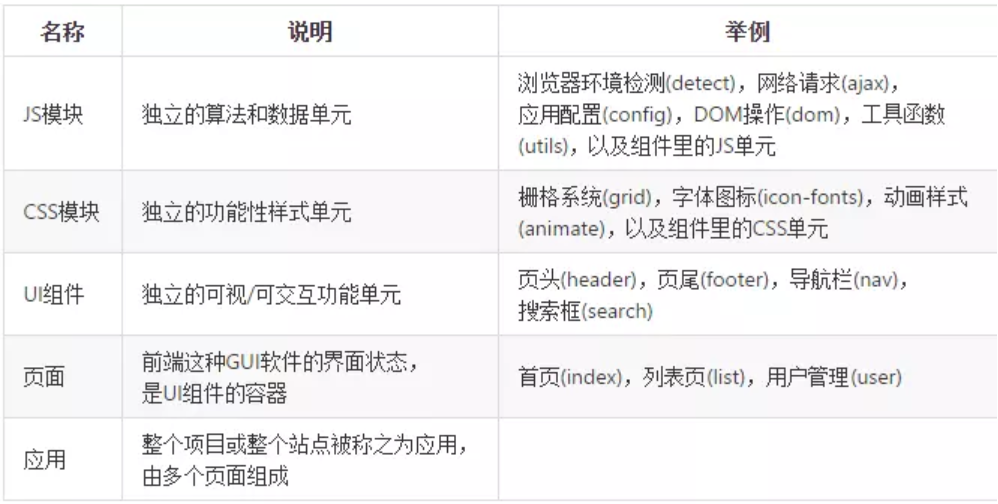 名称 说明 举例
JS模块 独立的算法和数据单元
浏览器环境检测(detect)，网络请求(ajax)，
应用配置(config)，DOM操作(dom)，工具函数
(utils)，以及组件里的JS单元
CSS模块 独立的功能性样式单元
栅格系统(grid)，字体图标(icon-fonts)，动画样式
(animate)，以及组件里的CSS单元
UI组件 独立的可视/可交互功能单元
页头(header)，页尾(footer)，导航栏(nav)，
搜索框(search)
页面
前端这种GUI软件的界面状态，
是UI组件的容器
首页(index)，列表页(list)，用户管理(user)
应用
整个项目或整个站点被称之为应用，
由多个页面组成